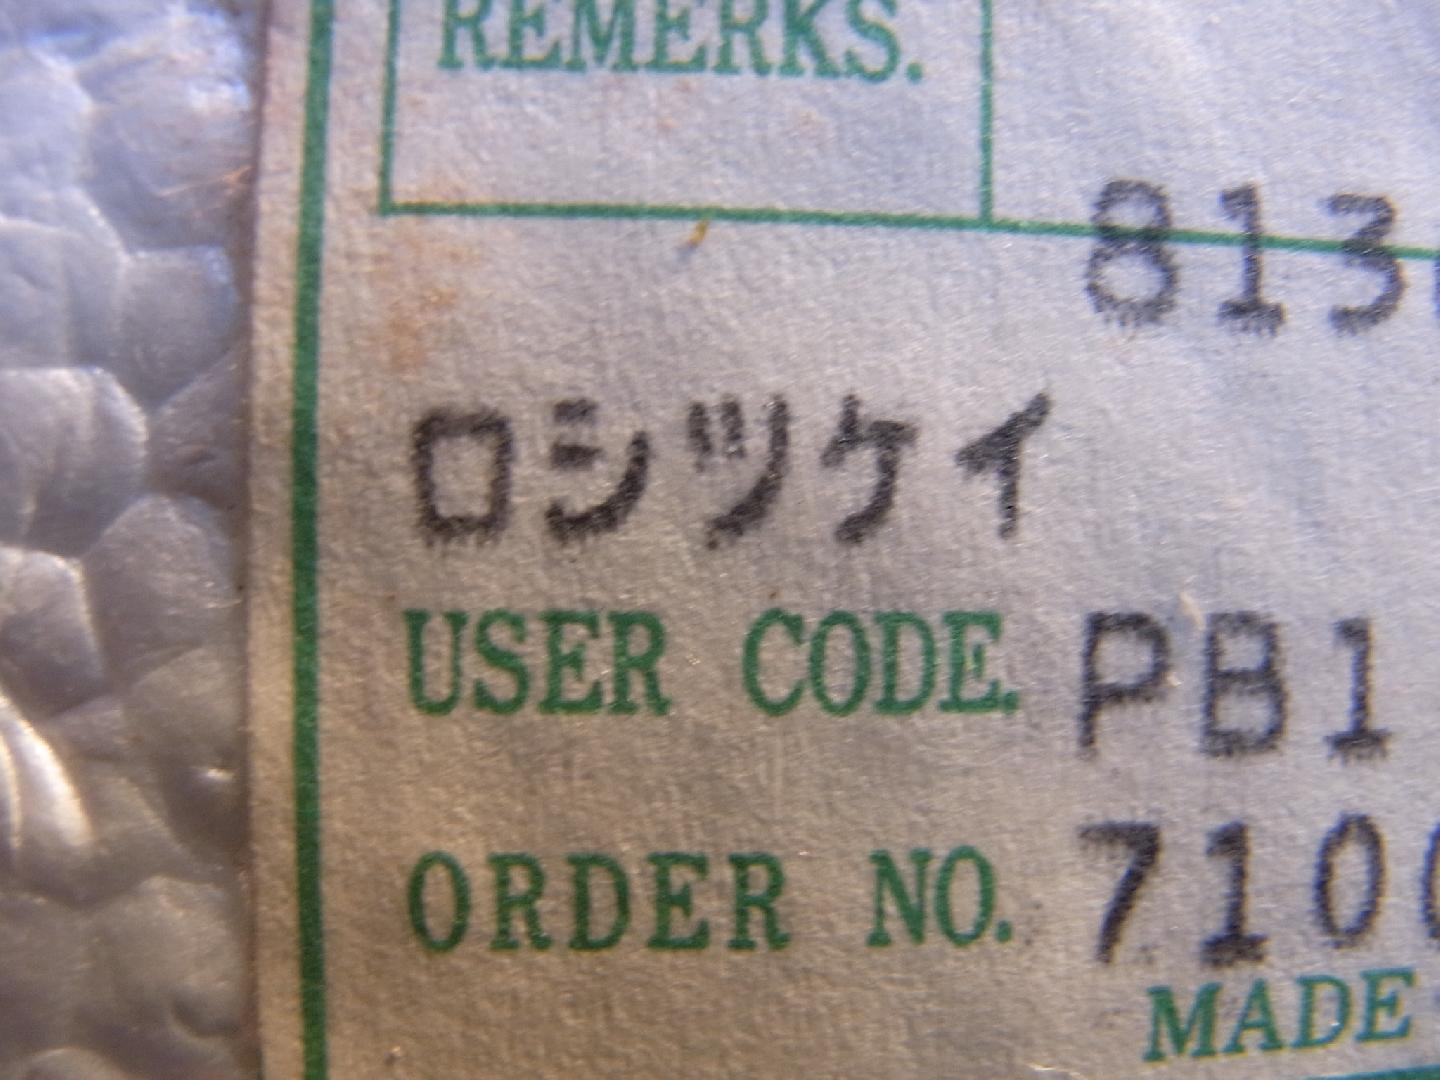 REMERKS.
813
ロシツケイ
USER CODE. PB1
ORDER NO. 710
MADE